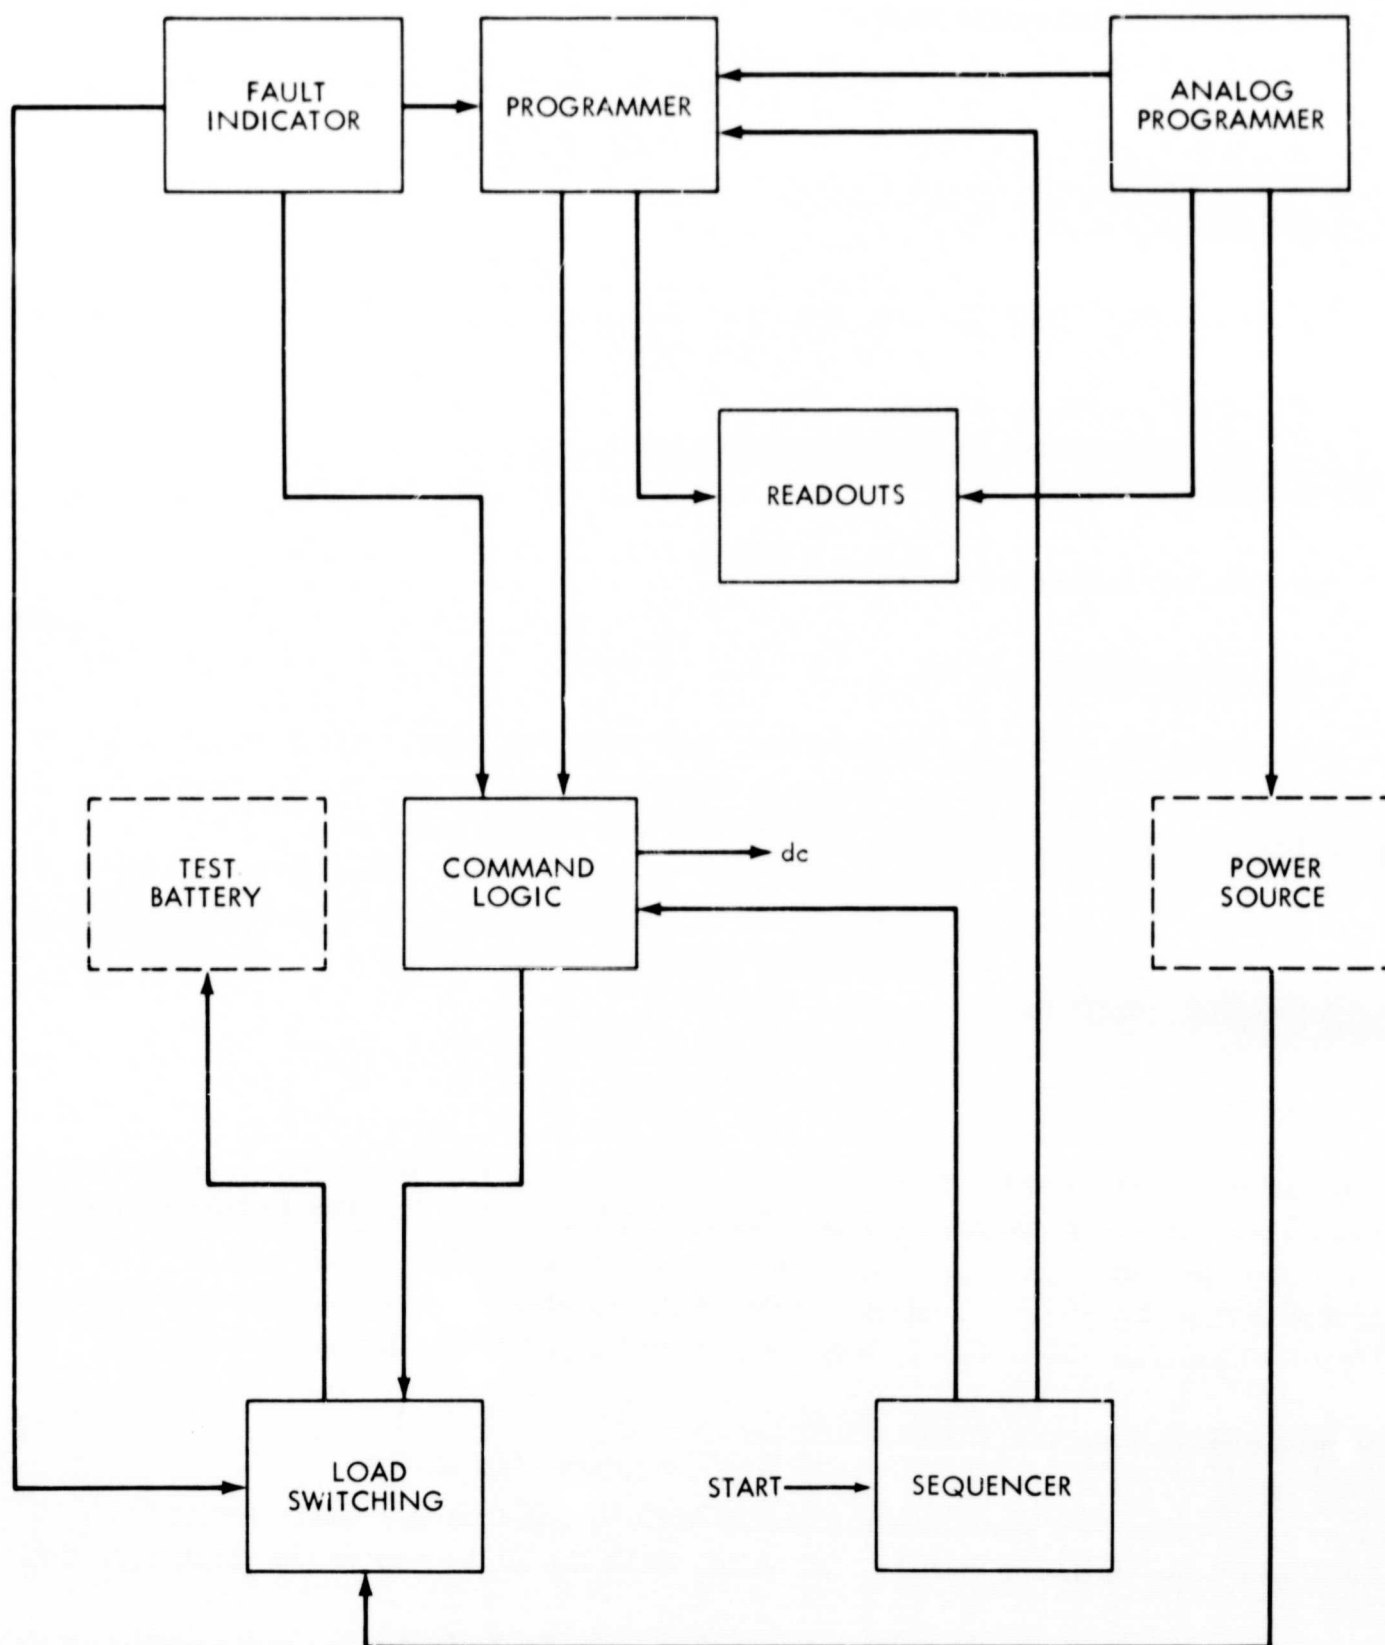 FAULT
INDICATOR
PROGRAMMER
ANALOG
PROGRAMMER
READOUTS
TEST
BATTERY
COMMAND
LOGIC
dc
POWER
SOURCE
LOAD
SWITCHING
START
SEQUENCER